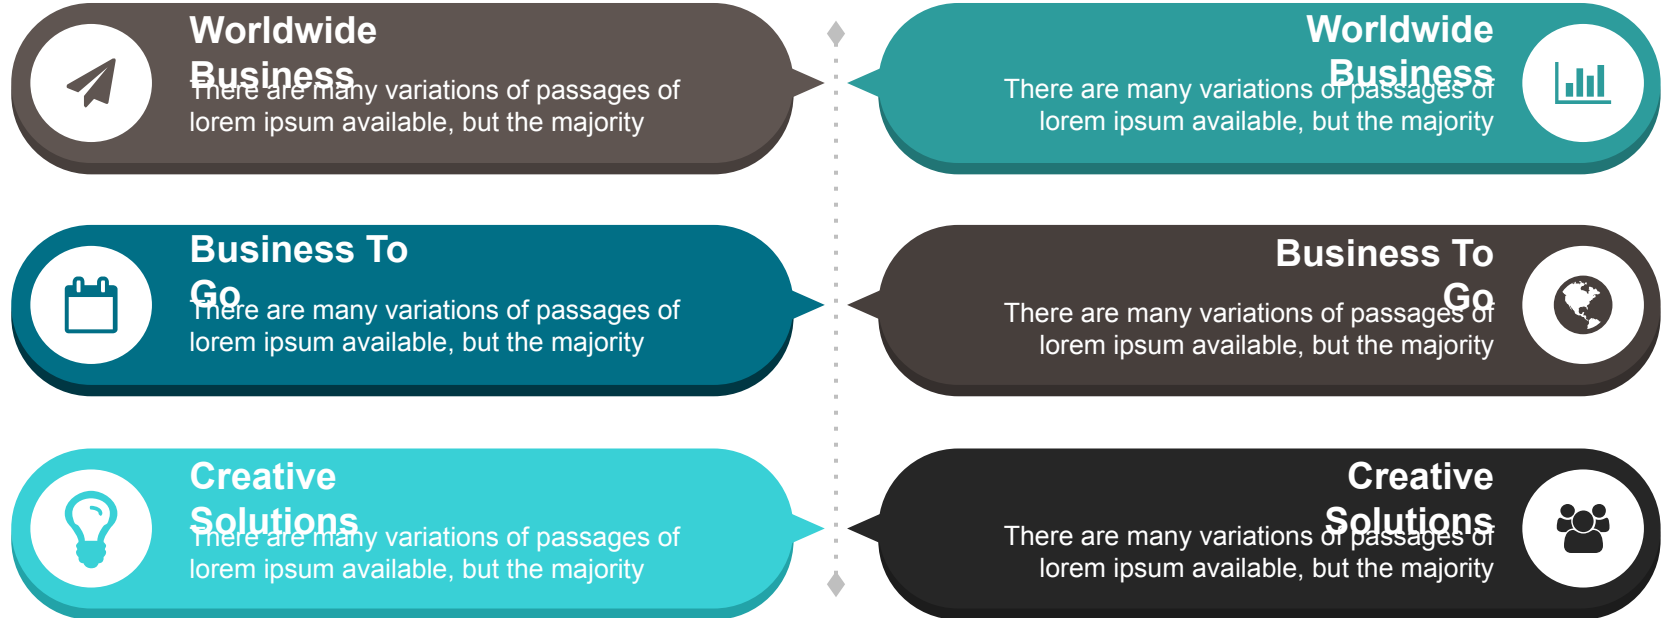 Worldwide
Business
There are many variations of passages of
lorem ipsum available, but the majority
Worldwide
Business
There are many variations of passages of
lorem ipsum available, but the majority
Business To
Go
There are many variations of passages of
lorem ipsum available, but the majority
Business To
Go
There are many variations of passages of
lorem ipsum available, but the majority
Creative
Solutions
There are many variations of passages of
lorem ipsum available, but the majority
Creative
Solutions
There are many variations of passages of
lorem ipsum available, but the majority